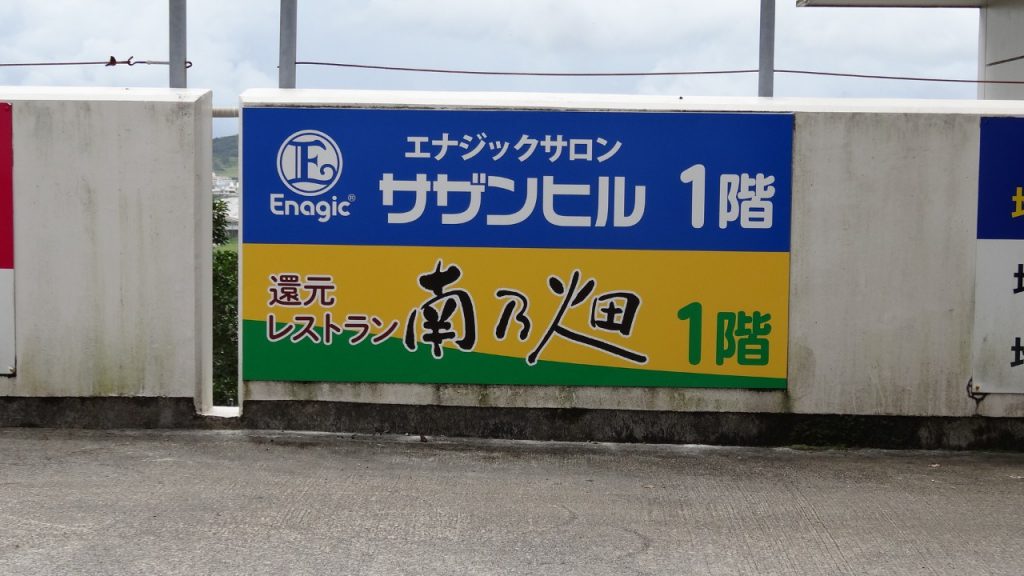 エナジックサロン
Enagic®
サザンヒル 1階
還元
レストラン
南乃畑
1階